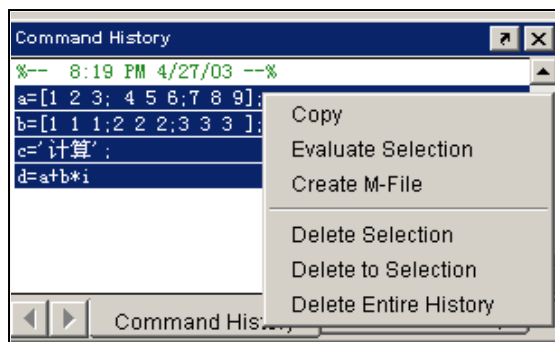 Command History
%-- 8:19 PM 4/27/03 --%
a=[1 2 3; 4 5 6;7 8 9];
b=[1 1 1;2 2 2;3 3 3 ];
c='计算';
d=a+b*i
Copy
Evaluate Selection
Create M-File
Delete Selection
Delete to Selection
Delete Entire History
Command History